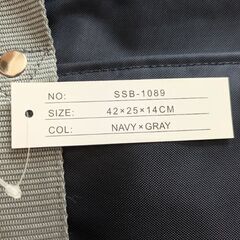 NO: SSB-1089
SIZE: 42×25×14CM
COL: NAVY×GRAY